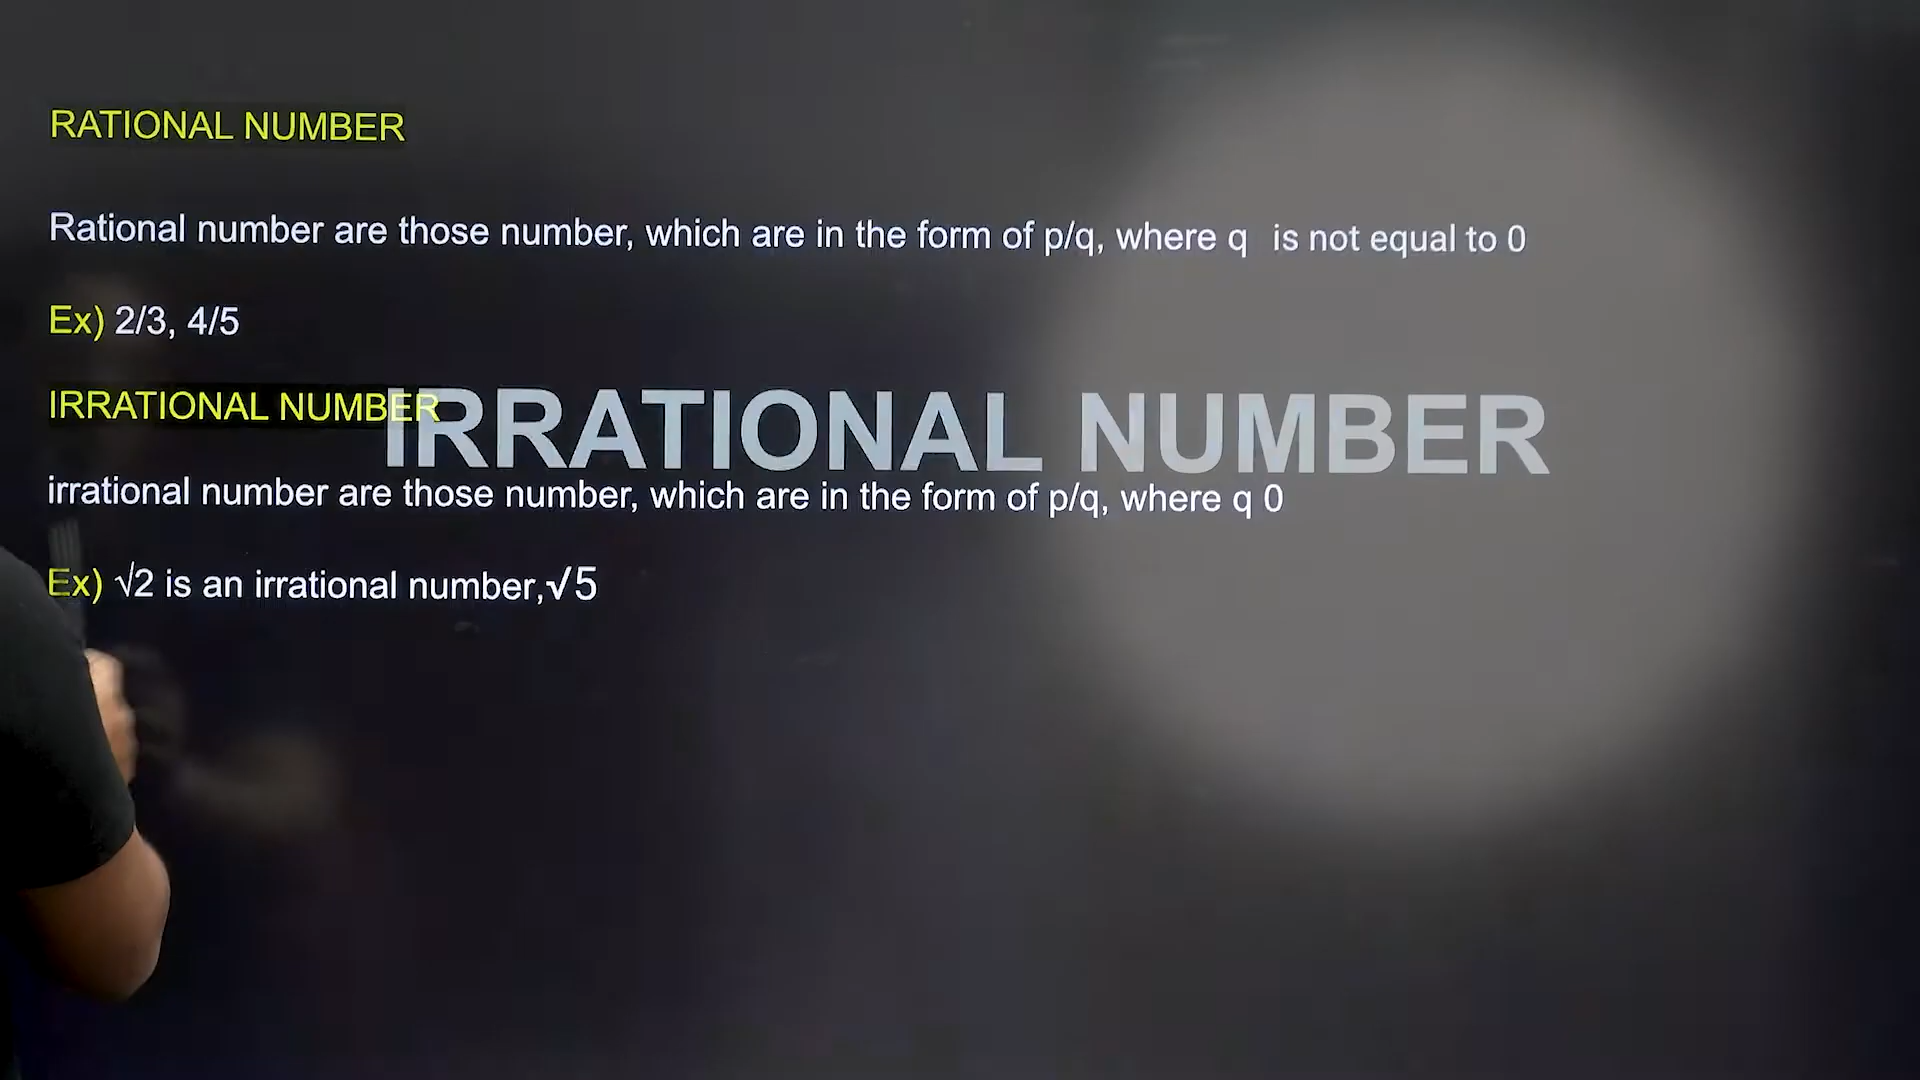 RATIONAL NUMBER
Rational number are those number, which are in the form of p/q, where q is not equal to 0
Ex) 2/3, 4/5
IRRATIONAL NUMBER
IRRATIONAL NUMBER
irrational number are those number, which are in the form of p/q, where q 0
Ex) √2 is an irrational number,√5